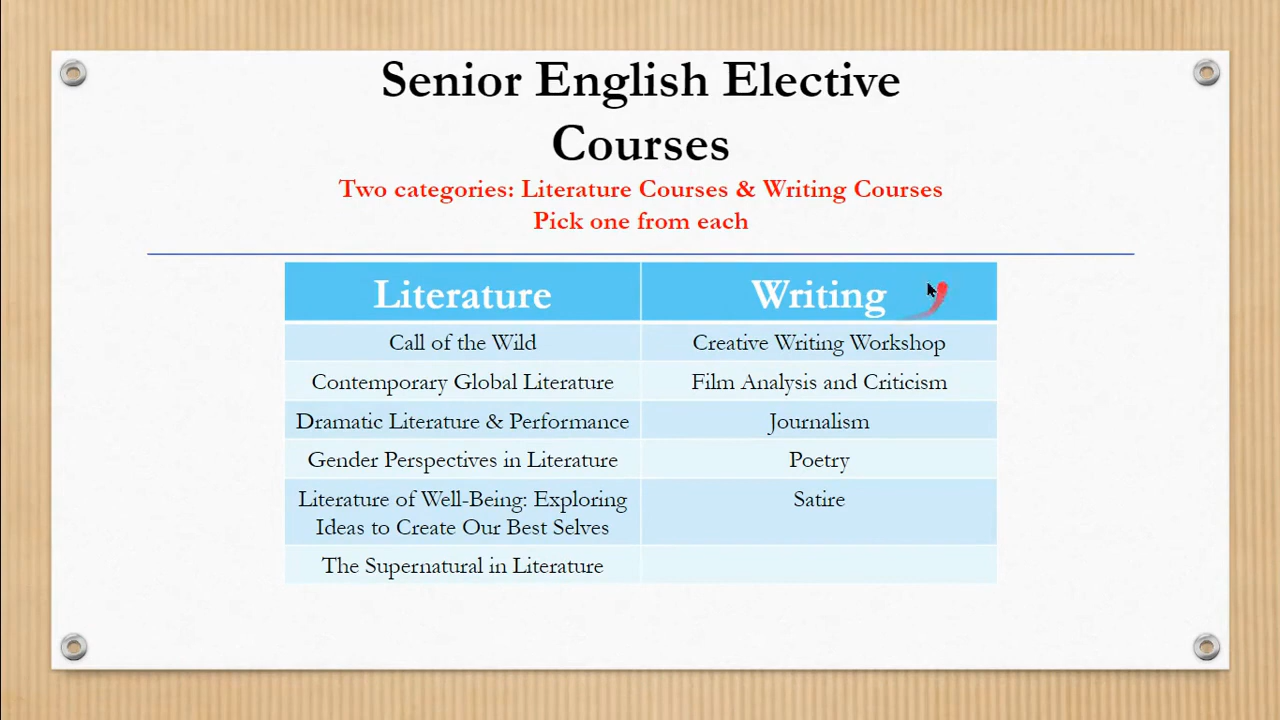 Senior English Elective
Courses
Two categories: Literature Courses & Writing Courses
Pick one from each
Literature Writing
Call of the Wild Creative Writing Workshop
Contemporary Global Literature Film Analysis and Criticism
Dramatic Literature & Performance Journalism
Gender Perspectives in Literature Poetry
Literature of Well-Being: Exploring Satire
Ideas to Create Our Best Selves
The Supernatural in Literature